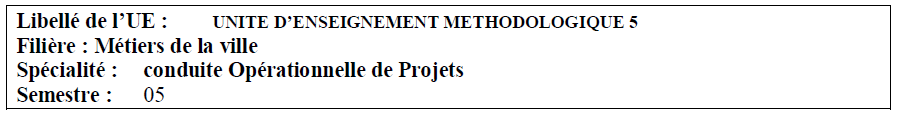 Libellé de l'UE : UNITE D'ENSEIGNEMENT METHODOLOGIQUE 5
Filière : Métiers de la ville
Spécialité : conduite Opérationnelle de Projets
Semestre : 05